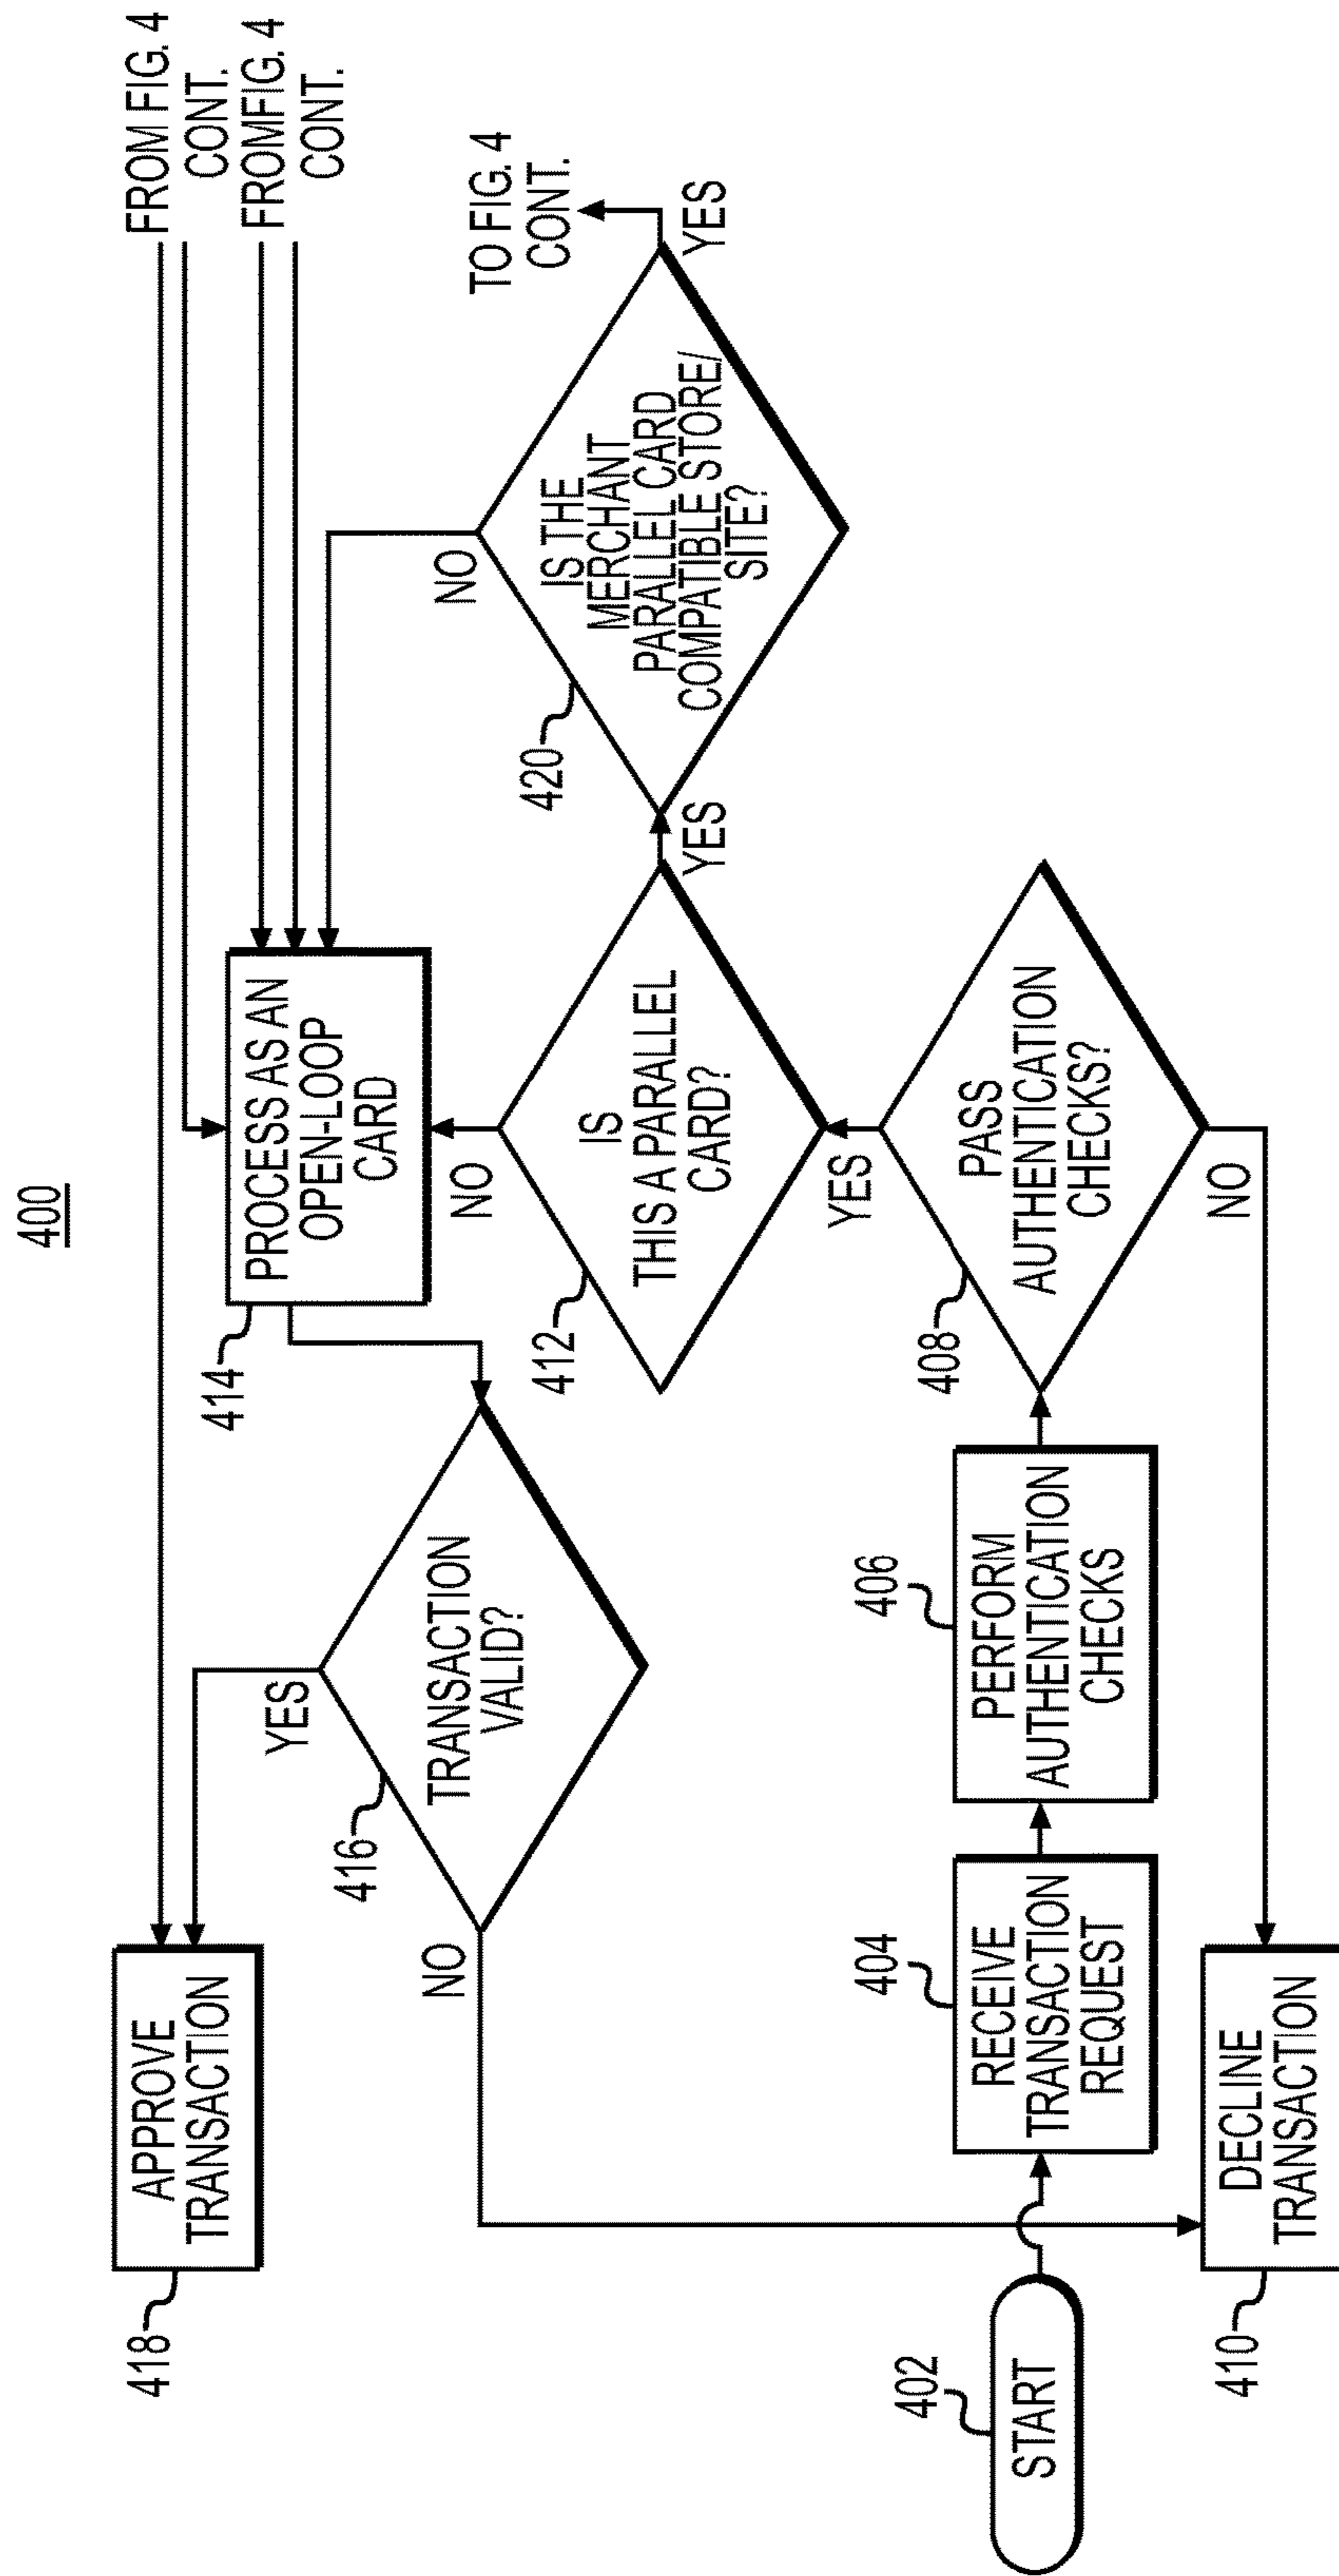 400
FROM FIG. 4
CONT.
FROMFIG. 4
CONT.
418
APPROVE
TRANSACTION
414
PROCESS AS AN
OPEN-LOOP
CARD
YES
416
TRANSACTION
VALID?
NO
NO
412
IS
THIS A PARALLEL
CARD?
YES
NO
420
IS THE
MERCHANT
PARALLEL CARD
COMPATIBLE STORE/
SITE?
YES
TO FIG. 4
CONT.
402
START
404
RECEIVE
TRANSACTION
REQUEST
406
PERFORM
AUTHENTICATION
CHECKS
408
PASS
AUTHENTICATION
CHECKS?
YES
NO
410
DECLINE
TRANSACTION